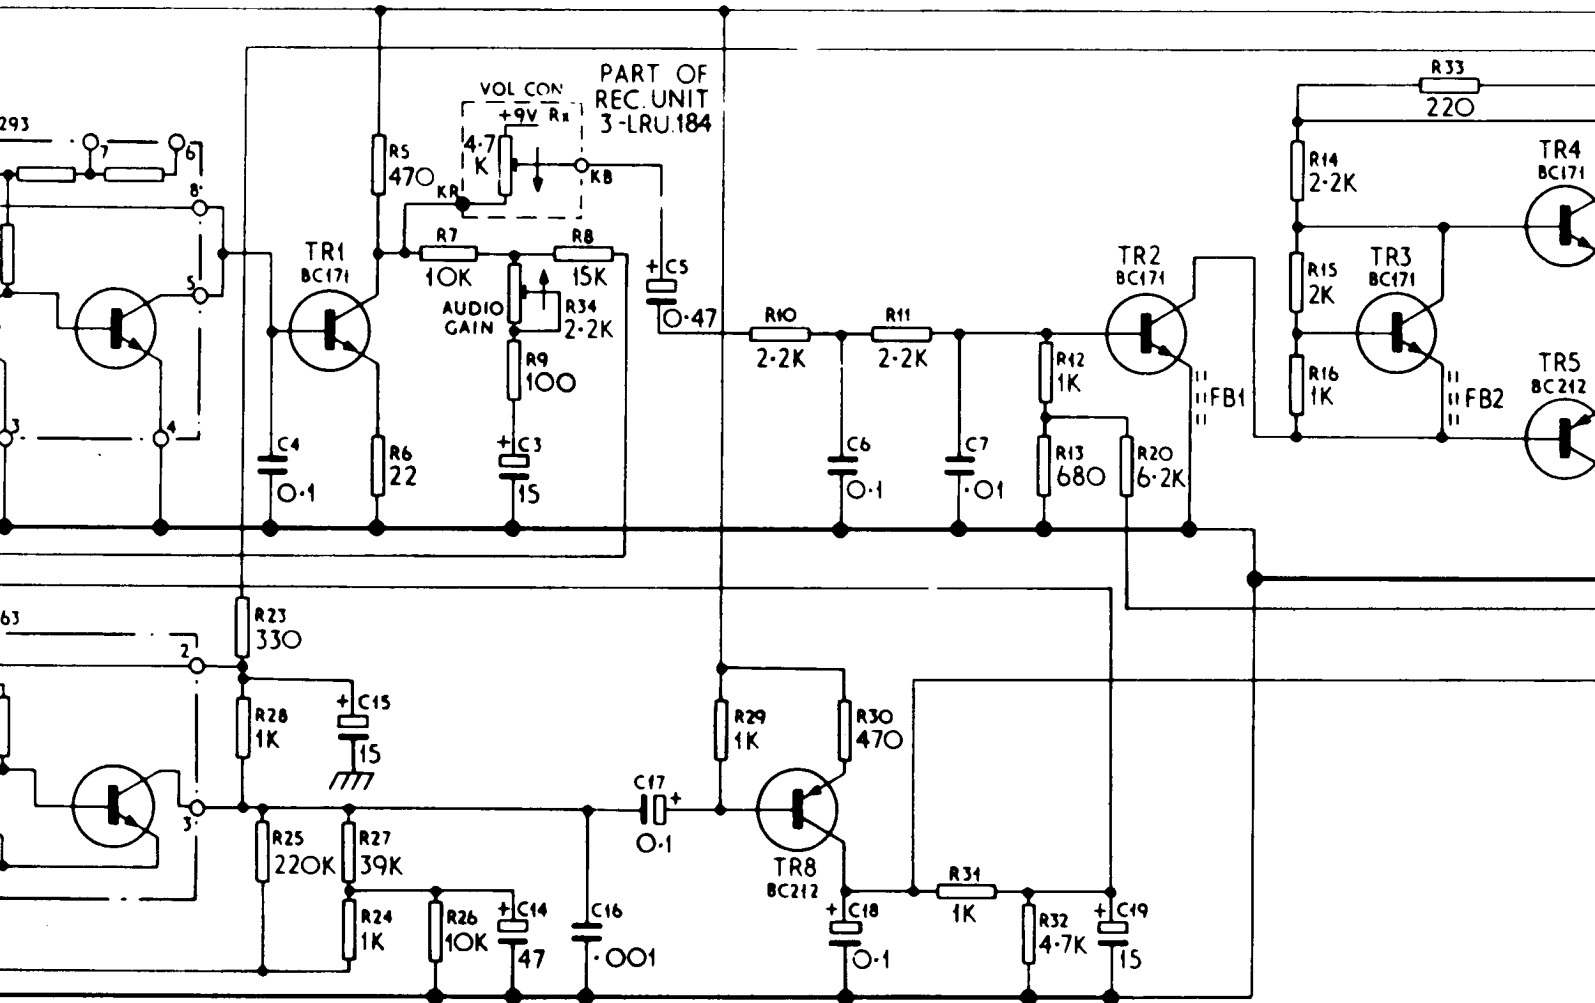 293
7
6
8
5
3
4
R5
470
VOL CON
+9V Rx
4.7
K
KR
KB
PART OF
REC. UNIT
3-LRU.184
TR1
BC171
R7
10K
R8
15K
AUDIO
GAIN
R34
2.2K
R9
100
+ C3
15
C4
0.1
R6
22
+ C5
0.47
R10
2.2K
R11
2.2K
C6
0.1
C7
.01
R12
1K
R13
680
R20
6.2K
TR2
BC171
FB1
R33
220
R14
2.2K
R15
2K
R16
1K
TR3
BC171
FB2
TR4
BC171
TR5
BC212
63
2
3
R23
330
R28
1K
+ C15
15
R25
220K
R27
39K
R24
1K
R26
10K
+ C14
47
C16
.001
C17
+
0.1
R29
1K
R30
470
TR8
BC212
+ C18
0.1
R31
1K
R32
4.7K
+ C19
15